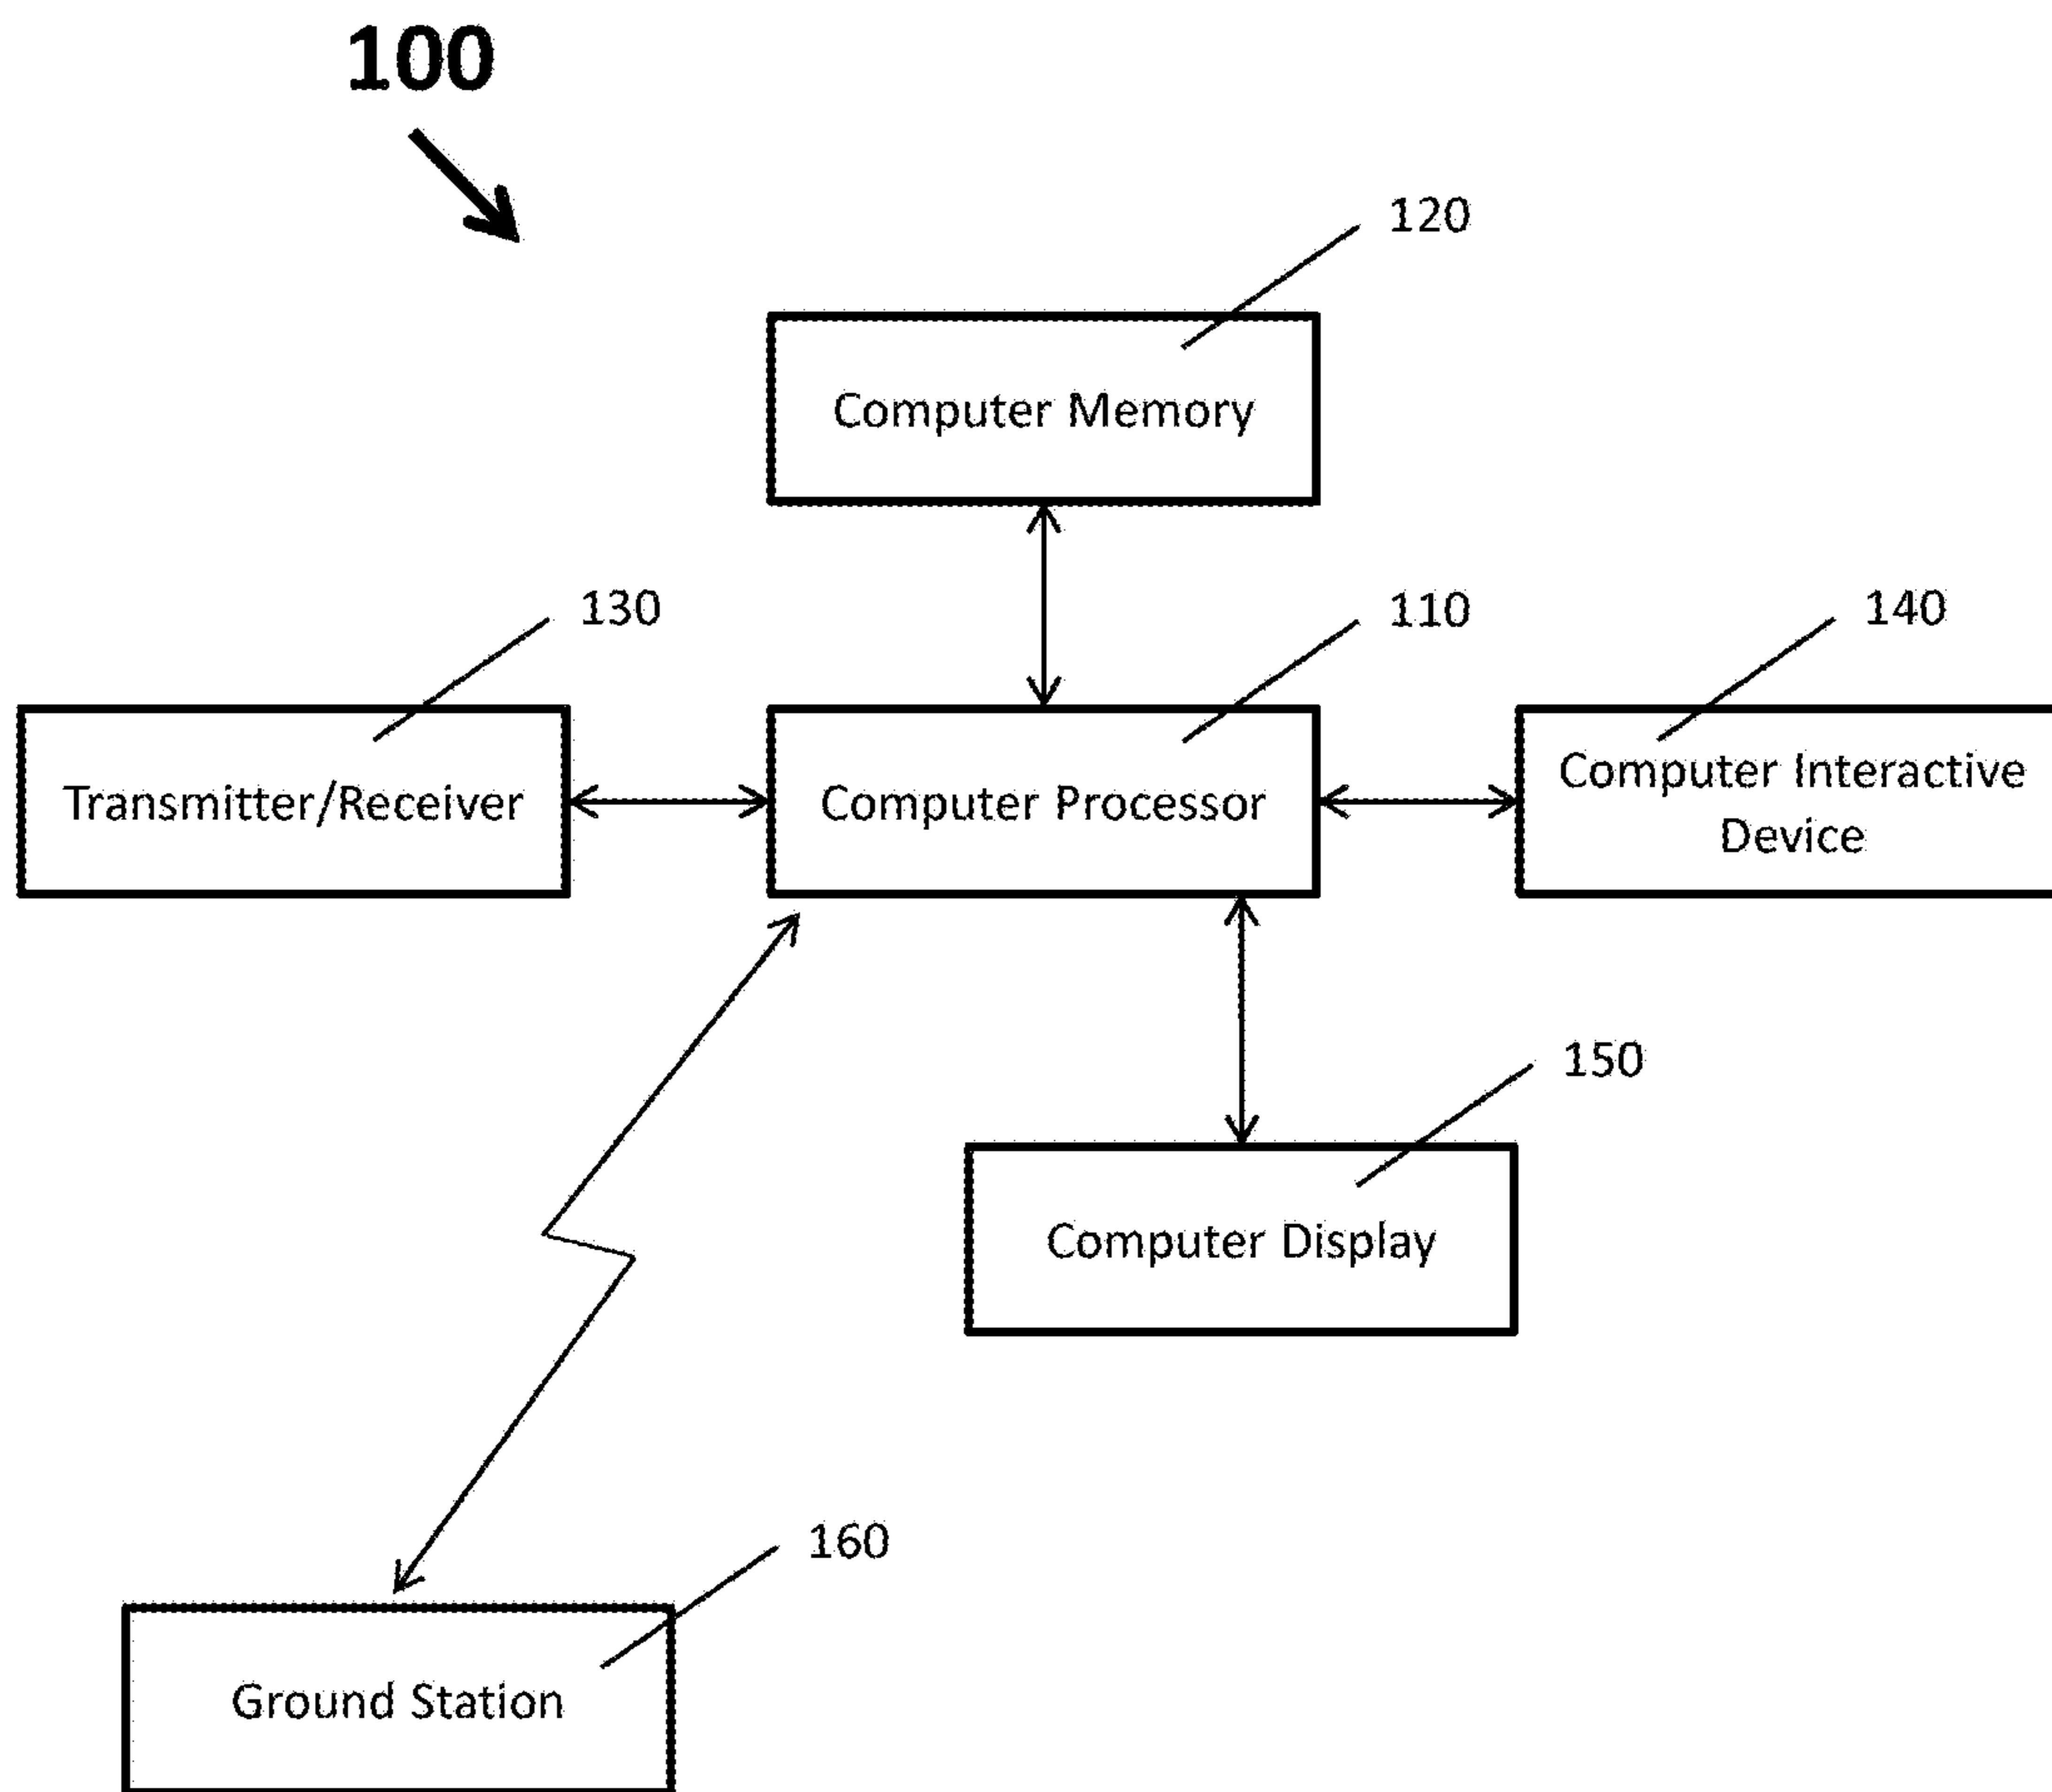 100
120
Computer Memory
130
110
140
Transmitter/Receiver
Computer Processor
Computer Interactive
Device
150
Computer Display
160
Ground Station